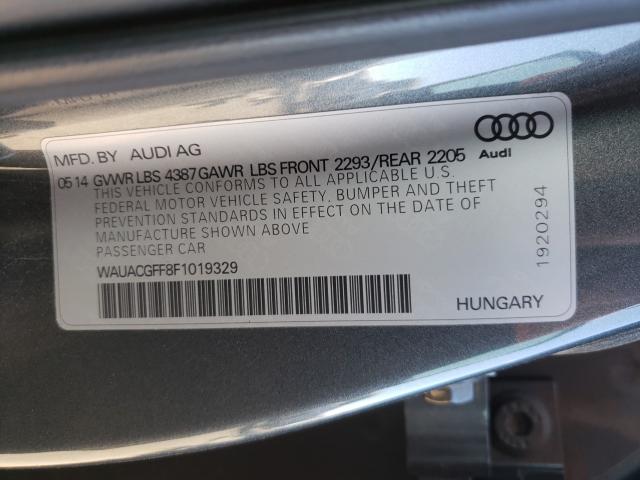 MFD. BY AUDI AG
05 14 GVWR LBS 4387 GAWR LBS FRONT 2293/REAR 2205
Audi
THIS VEHICLE CONFORMS TO ALL APPLICABLE U.S.
FEDERAL MOTOR VEHICLE SAFETY, BUMPER AND THEFT
PREVENTION STANDARDS IN EFFECT ON THE DATE OF
MANUFACTURE SHOWN ABOVE
PASSENGER CAR
WAUACGFF8F1019329
1920294
HUNGARY